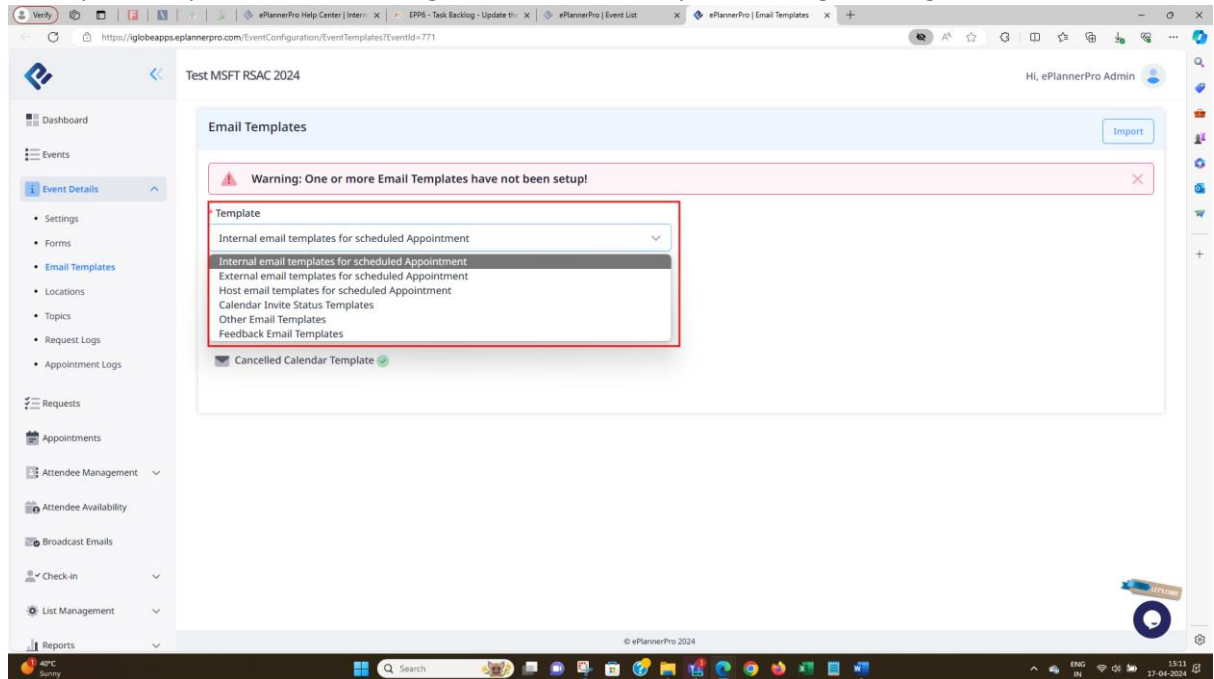 Verify
ePlannerPro Help Center | Intern
EPP6 - Task Backlog - Update th
ePlannerPro | Event List
ePlannerPro | Email Templates
https://iglobeapps.eplannerpro.com/EventConfiguration/EventTemplates?EventId=771
Test MSFT RSAC 2024
Hi, ePlannerPro Admin
Dashboard
Events
Event Details
Settings
Forms
Email Templates
Locations
Topics
Request Logs
Appointment Logs
Requests
Appointments
Attendee Management
Attendee Availability
Broadcast Emails
Check-in
List Management
Reports
Email Templates
Import
Warning: One or more Email Templates have not been setup!
* Template
Internal email templates for scheduled Appointment
Internal email templates for scheduled Appointment
External email templates for scheduled Appointment
Host email templates for scheduled Appointment
Calendar Invite Status Templates
Other Email Templates
Feedback Email Templates
Cancelled Calendar Template
© ePlannerPro 2024
40°C
Sunny
Search
ENG
IN
15:11
17-04-2024